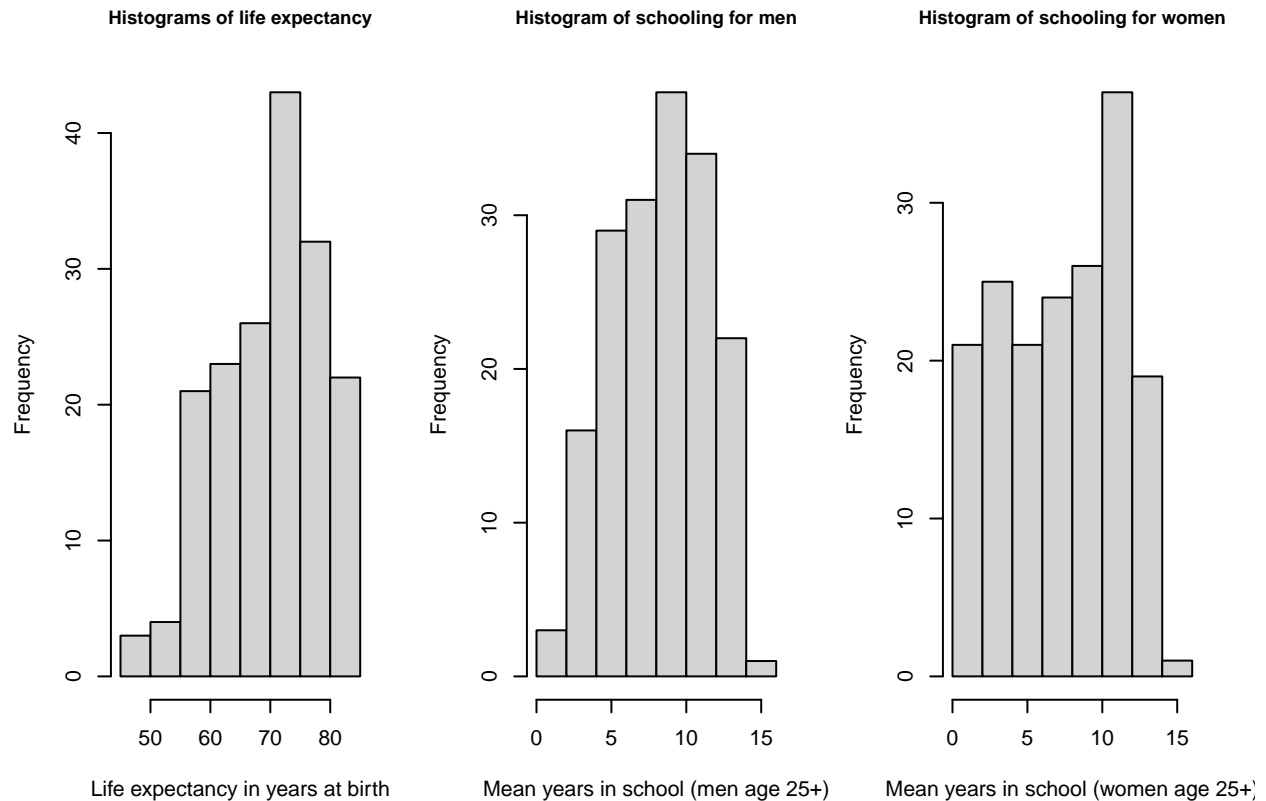 Histograms of life expectancy
Frequency
0
10
20
30
40
50
60
70
80
Life expectancy in years at birth
Histogram of schooling for men
Frequency
0
10
20
30
0
5
10
15
Mean years in school (men age 25+)
Histogram of schooling for women
Frequency
0
10
20
30
0
5
10
15
Mean years in school (women age 25+)